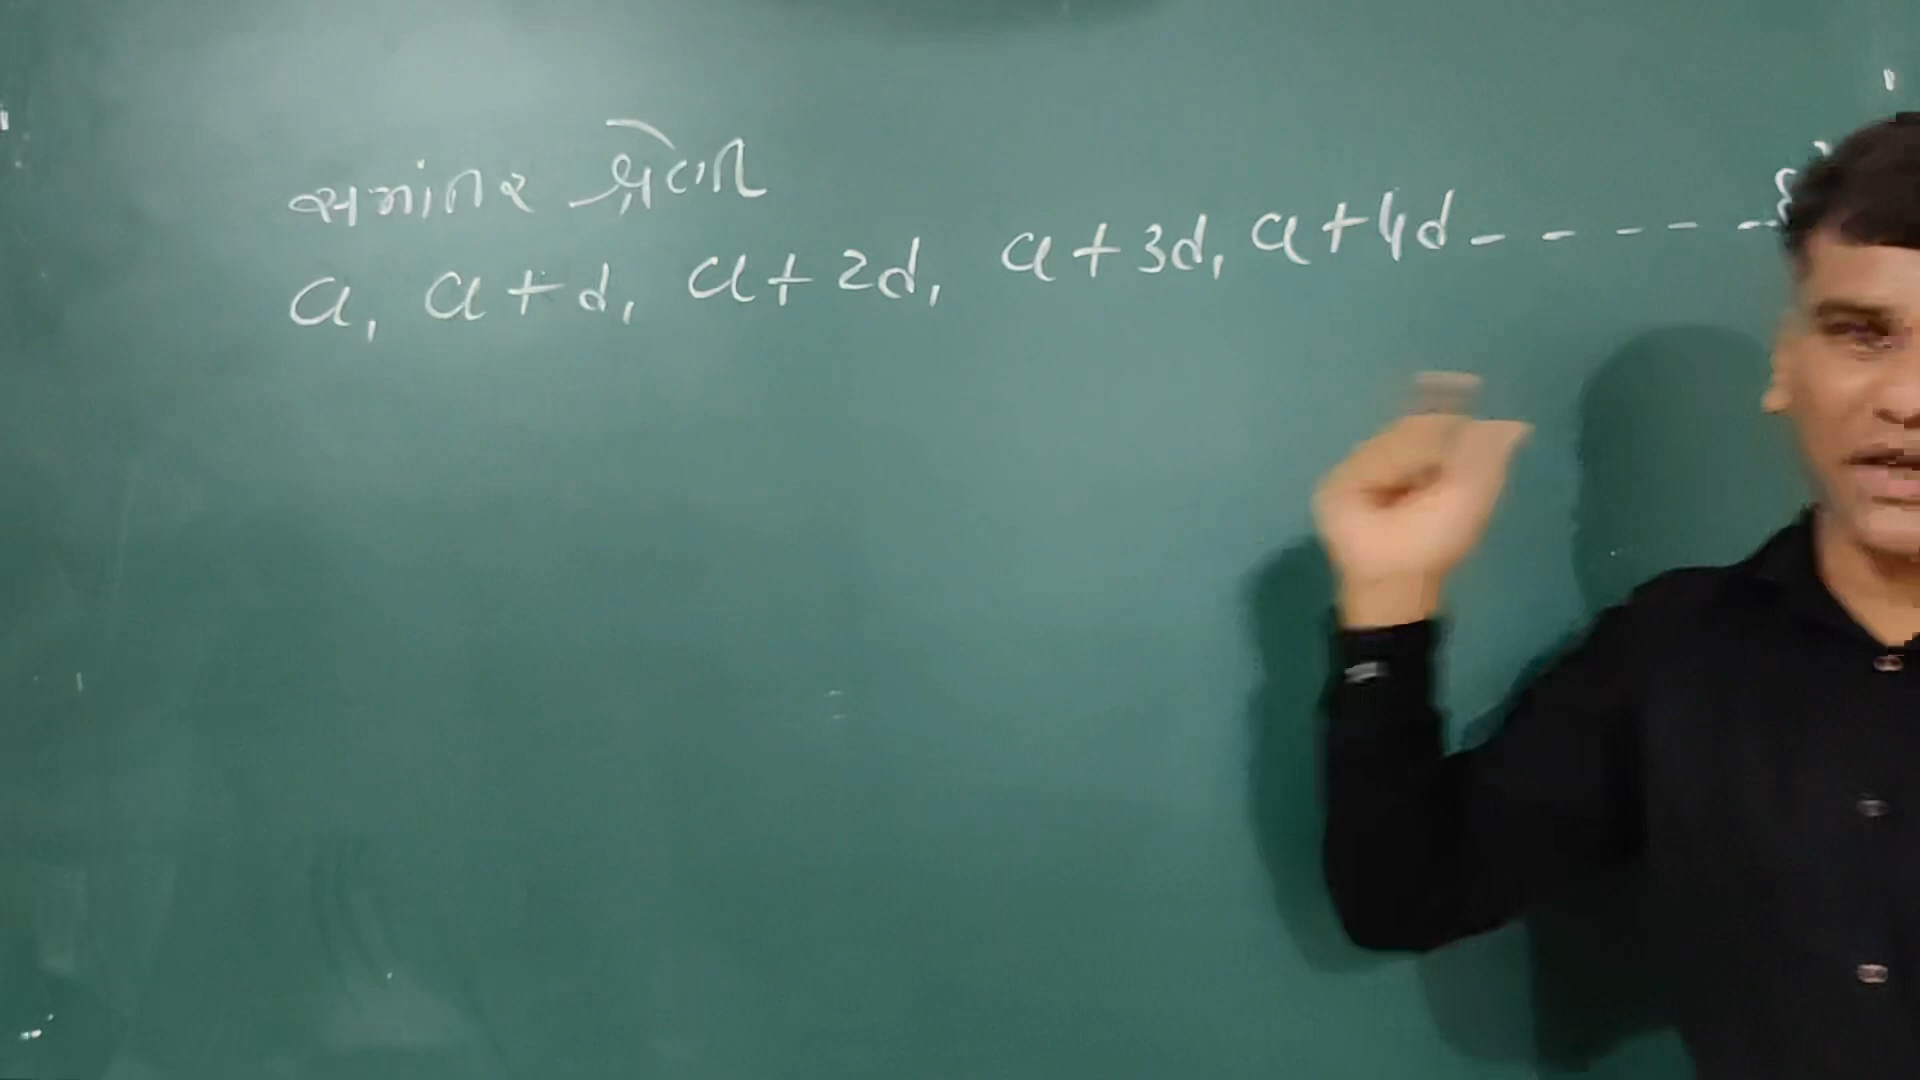 સમાંતર શ્રેણી
a, a+d, a+2d, a+3d, a+4d-----